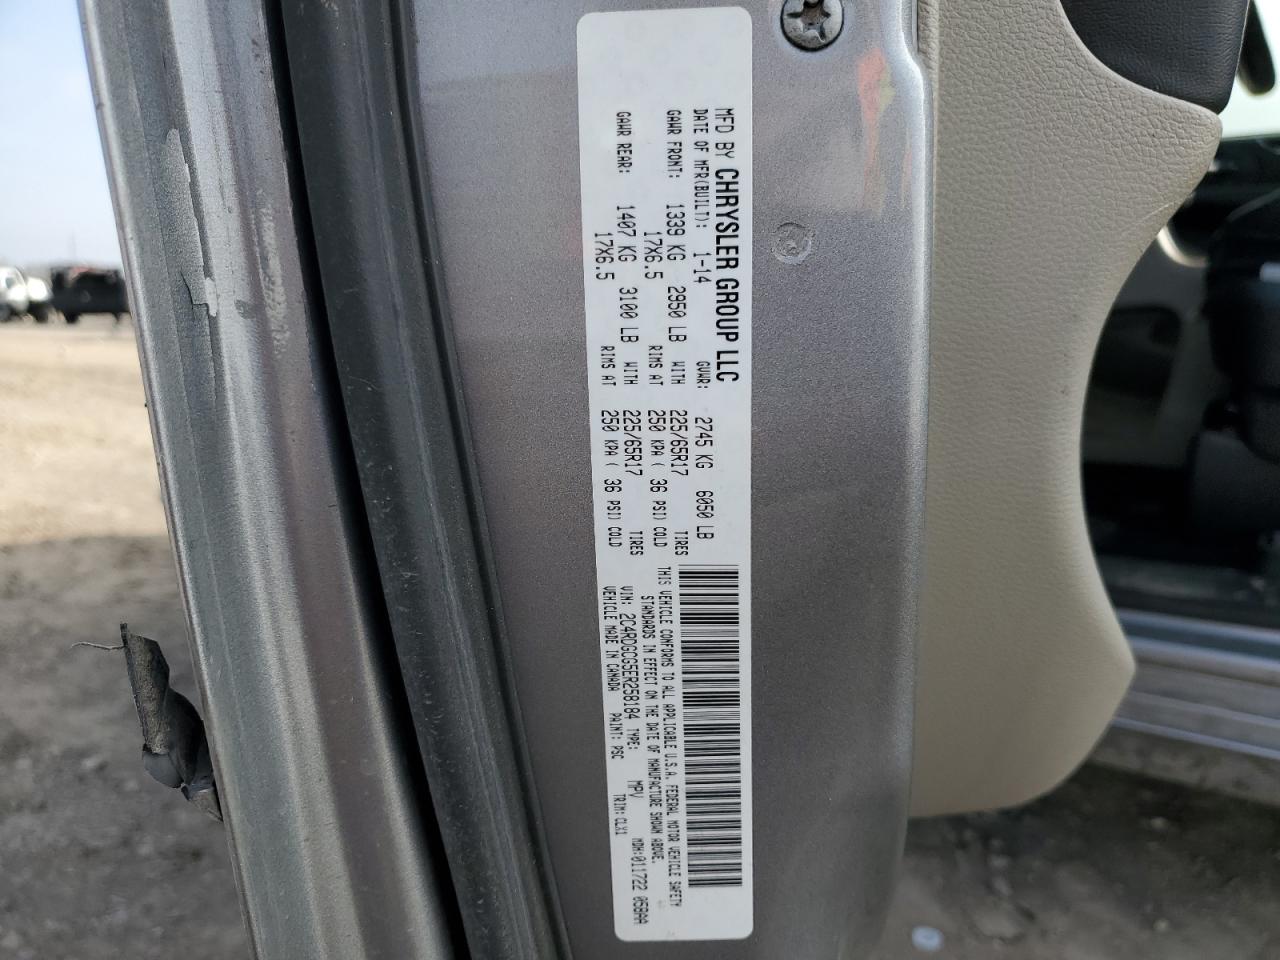 MFD BY CHRYSLER GROUP LLC
DATE OF MFR(BUILT): 1-14 GVWR: 2745 KG 6050 LB
GAWR FRONT: 1339 KG 2950 LB WITH 225/65R17 TIRES
17X6.5 RIMS AT 250 KPA ( 36 PSI) COLD
GAWR REAR: 1407 KG 3100 LB WITH 225/65R17 TIRES
17X6.5 RIMS AT 250 KPA ( 36 PSI) COLD
THIS VEHICLE CONFORMS TO ALL APPLICABLE U.S.A. FEDERAL MOTOR VEHICLE SAFETY
STANDARDS IN EFFECT ON THE DATE OF MANUFACTURE SHOWN ABOVE.
VIN: 2C4RDGCG5ER258184 TYPE: MPV MDH:011722 058AA
VEHICLE MADE IN CANADA PAINT: PSC TRIM: CLX1